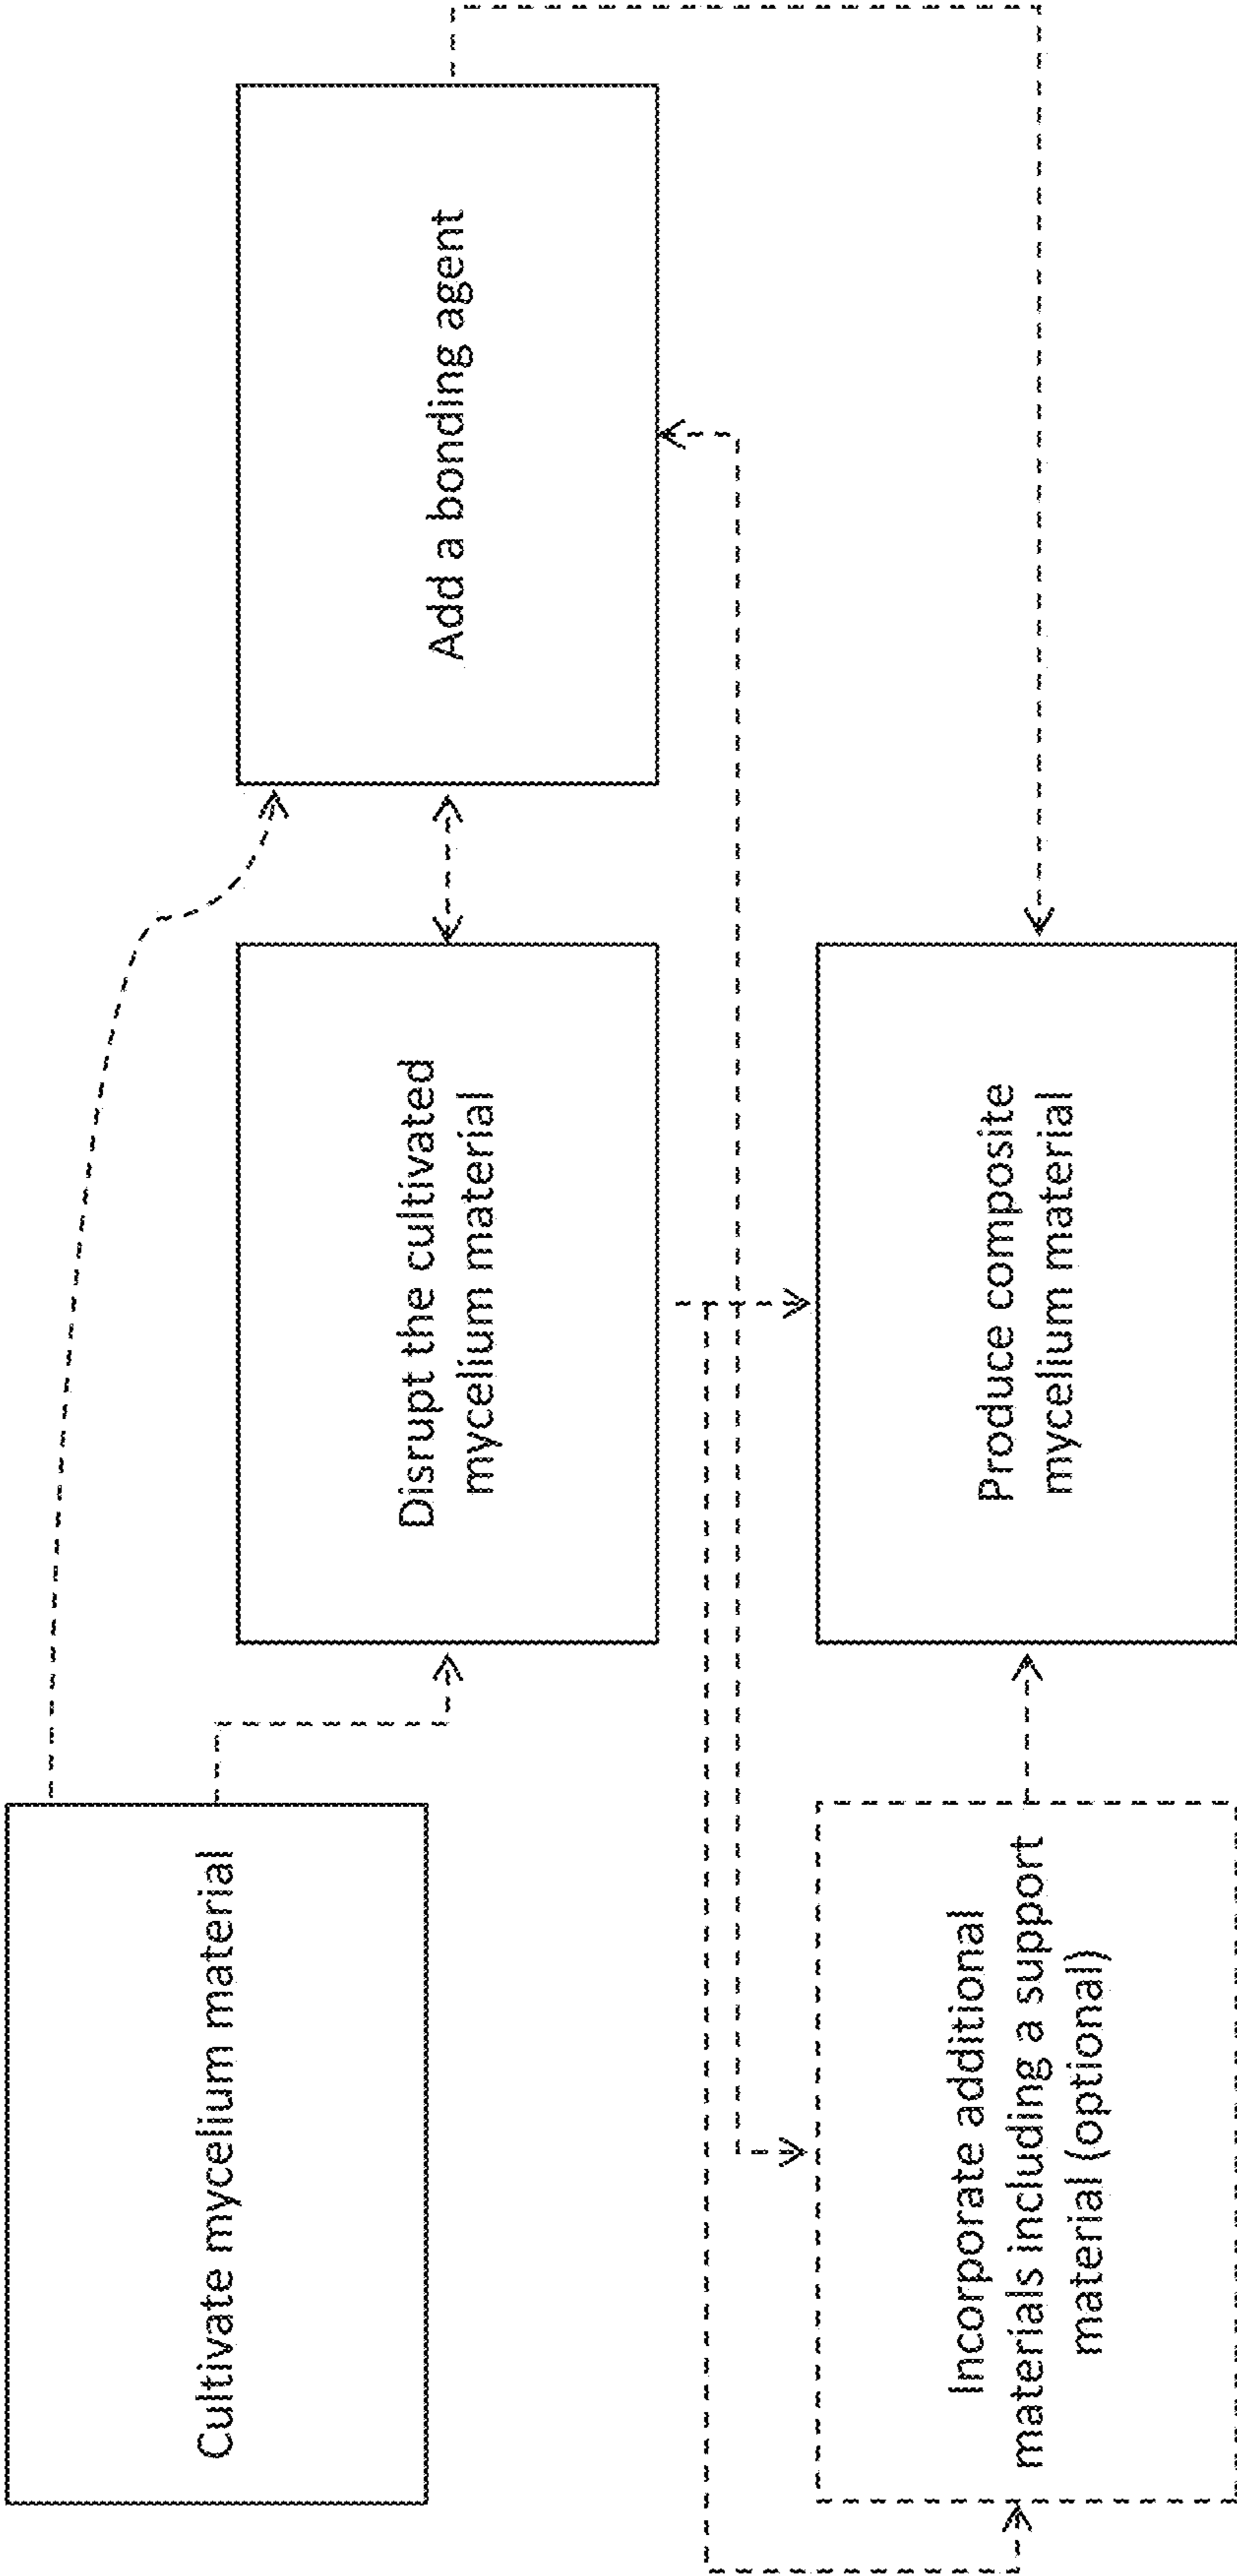 Cultivate mycelium material
Disrupt the cultivated
mycelium material
Add a bonding agent
Incorporate additional
materials including a support
material (optional)
Produce composite
mycelium material